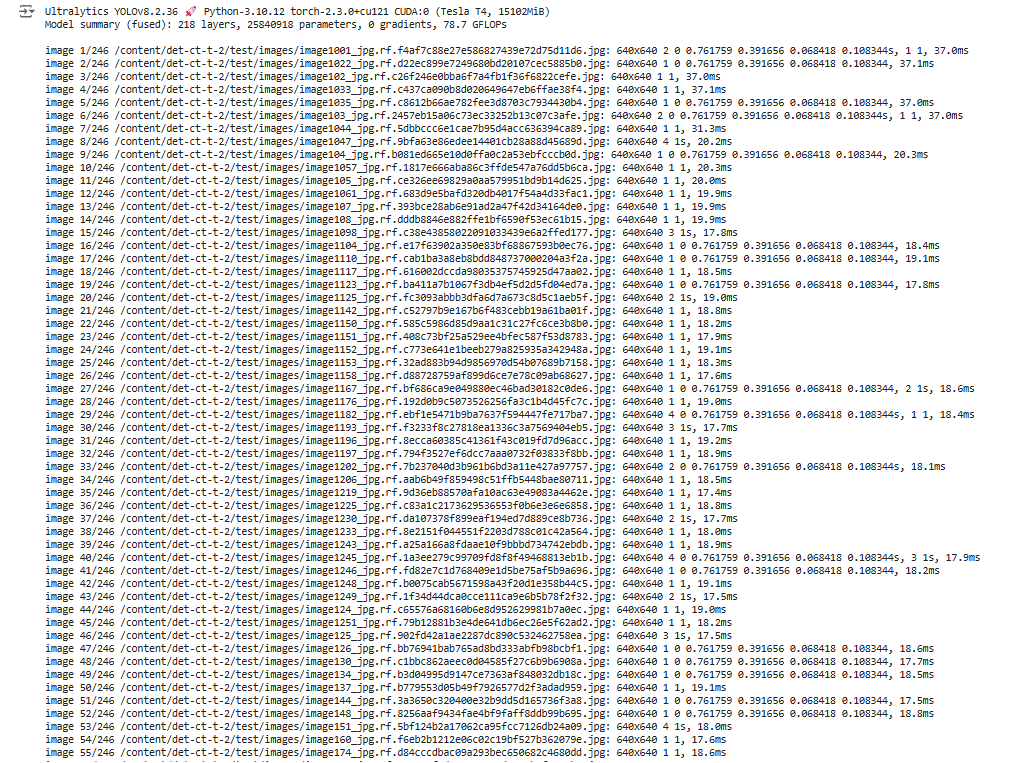 Ultralytics YOLOv8.2.36 🚀 Python-3.10.12 torch-2.3.0+cu121 CUDA:0 (Tesla T4, 15102MiB)
Model summary (fused): 218 layers, 25840918 parameters, 0 gradients, 78.7 GFLOPs
image 1/246 /content/det-ct-t-2/test/images/image1001_jpg.rf.f4af7c88e27e586827439e72d75d11d6.jpg: 640x640 2 0 0.761759 0.391656 0.068418 0.108344s, 1 1, 37.0ms
image 2/246 /content/det-ct-t-2/test/images/image1022_jpg.rf.d22ec899e7249680bd20107cec5885b0.jpg: 640x640 1 0 0.761759 0.391656 0.068418 0.108344, 37.1ms
image 3/246 /content/det-ct-t-2/test/images/image102_jpg.rf.c26f246e0bba6f7a4fb1f36f6822cefe.jpg: 640x640 1 1, 37.0ms
image 4/246 /content/det-ct-t-2/test/images/image1033_jpg.rf.c437ca090b8d020649647eb6ffae38f4.jpg: 640x640 1 1, 37.1ms
image 5/246 /content/det-ct-t-2/test/images/image1035_jpg.rf.c8612b66ae782fee3d8703c7934430b4.jpg: 640x640 1 0 0.761759 0.391656 0.068418 0.108344, 37.0ms
image 6/246 /content/det-ct-t-2/test/images/image103_jpg.rf.2457eb15a06c73ec33252b13c07c3afe.jpg: 640x640 2 0 0.761759 0.391656 0.068418 0.108344s, 1 1, 37.0ms
image 7/246 /content/det-ct-t-2/test/images/image1044_jpg.rf.5dbbccc6e1cae7b95d4acc636394ca89.jpg: 640x640 1 1, 31.3ms
image 8/246 /content/det-ct-t-2/test/images/image1047_jpg.rf.9bfa63e86edee14401cb28a88d45689d.jpg: 640x640 4 1s, 20.2ms
image 9/246 /content/det-ct-t-2/test/images/image104_jpg.rf.b081ed665e10d0ffa0c2a53ebfcccb0d.jpg: 640x640 1 0 0.761759 0.391656 0.068418 0.108344, 20.3ms
image 10/246 /content/det-ct-t-2/test/images/image1057_jpg.rf.1817e666aba86c3ffde547a76dd5b6ca.jpg: 640x640 1 1, 20.3ms
image 11/246 /content/det-ct-t-2/test/images/image105_jpg.rf.ce326ee69829a0aa579951bd9b14d625.jpg: 640x640 1 1, 20.0ms
image 12/246 /content/det-ct-t-2/test/images/image1061_jpg.rf.683d9e5bafd320db4017f54a4d33fac1.jpg: 640x640 1 1, 19.9ms
image 13/246 /content/det-ct-t-2/test/images/image107_jpg.rf.393bce28ab6e91ad2a47f42d34164de0.jpg: 640x640 1 1, 19.9ms
image 14/246 /content/det-ct-t-2/test/images/image108_jpg.rf.dddb8846e882ffe1bf6590f53ec61b15.jpg: 640x640 1 1, 19.9ms
image 15/246 /content/det-ct-t-2/test/images/image1098_jpg.rf.c38e43858022091033439e6a2ffed177.jpg: 640x640 3 1s, 17.8ms
image 16/246 /content/det-ct-t-2/test/images/image1104_jpg.rf.e17f63902a350e83bf68867593b0ec76.jpg: 640x640 1 0 0.761759 0.391656 0.068418 0.108344, 18.4ms
image 17/246 /content/det-ct-t-2/test/images/image1110_jpg.rf.cab1ba3a8eb8bdd848737000204a3f2a.jpg: 640x640 1 0 0.761759 0.391656 0.068418 0.108344, 19.1ms
image 18/246 /content/det-ct-t-2/test/images/image1117_jpg.rf.616002dccda98035375745925d47aa02.jpg: 640x640 1 1, 18.5ms
image 19/246 /content/det-ct-t-2/test/images/image1123_jpg.rf.ba411a7b1067f3db4ef5d2d5fd04ed7a.jpg: 640x640 1 0 0.761759 0.391656 0.068418 0.108344, 17.8ms
image 20/246 /content/det-ct-t-2/test/images/image1125_jpg.rf.fc3093abbb3dfa6d7a673c8d5c1aeb5f.jpg: 640x640 2 1s, 19.0ms
image 21/246 /content/det-ct-t-2/test/images/image1142_jpg.rf.c52797b9e167b6f483cebb19a61ba01f.jpg: 640x640 1 1, 18.8ms
image 22/246 /content/det-ct-t-2/test/images/image1150_jpg.rf.585c5986d85d9aa1c31c27fc6ce3b8b0.jpg: 640x640 1 1, 18.2ms
image 23/246 /content/det-ct-t-2/test/images/image1151_jpg.rf.408c73bf25a529ee4bfec587f53d8783.jpg: 640x640 1 1, 17.9ms
image 24/246 /content/det-ct-t-2/test/images/image1152_jpg.rf.c773e641e1beeb279a825935a342948a.jpg: 640x640 1 1, 19.1ms
image 25/246 /content/det-ct-t-2/test/images/image1153_jpg.rf.32ad883b94d9856970d54b07689b7158.jpg: 640x640 1 1, 18.3ms
image 26/246 /content/det-ct-t-2/test/images/image1158_jpg.rf.d88728759af899d6ce7e78c09ab68627.jpg: 640x640 1 1, 17.6ms
image 27/246 /content/det-ct-t-2/test/images/image1167_jpg.rf.bf686ca9e049880ec46bad30182c0de6.jpg: 640x640 1 0 0.761759 0.391656 0.068418 0.108344, 2 1s, 18.6ms
image 28/246 /content/det-ct-t-2/test/images/image1176_jpg.rf.192d0b9c5073526256fa3c1b4d45fc7c.jpg: 640x640 1 1, 19.0ms
image 29/246 /content/det-ct-t-2/test/images/image1182_jpg.rf.ebf1e5471b9ba7637f594447fe717ba7.jpg: 640x640 4 0 0.761759 0.391656 0.068418 0.108344s, 1 1, 18.4ms
image 30/246 /content/det-ct-t-2/test/images/image1193_jpg.rf.f3233f8c27818ea1336c3a7569404eb5.jpg: 640x640 3 1s, 17.7ms
image 31/246 /content/det-ct-t-2/test/images/image1196_jpg.rf.8ecca60385c41361f43c019fd7d96acc.jpg: 640x640 1 1, 19.2ms
image 32/246 /content/det-ct-t-2/test/images/image1197_jpg.rf.794f3527ef6dcc7aaa0732f03833f8bb.jpg: 640x640 1 1, 18.9ms
image 33/246 /content/det-ct-t-2/test/images/image1202_jpg.rf.7b237040d3b961b6bd3a11e427a97757.jpg: 640x640 2 0 0.761759 0.391656 0.068418 0.108344s, 18.1ms
image 34/246 /content/det-ct-t-2/test/images/image1206_jpg.rf.aab6b49f859498c51ffb5448bae80711.jpg: 640x640 1 1, 18.5ms
image 35/246 /content/det-ct-t-2/test/images/image1219_jpg.rf.9d36eb88570afa10ac63e49083a4462e.jpg: 640x640 1 1, 17.4ms
image 36/246 /content/det-ct-t-2/test/images/image1225_jpg.rf.c83a1c2173629536553f0b6e3e6e6858.jpg: 640x640 1 1, 18.8ms
image 37/246 /content/det-ct-t-2/test/images/image1230_jpg.rf.da107378f899eaf194ed7d889ce8b736.jpg: 640x640 2 1s, 17.7ms
image 38/246 /content/det-ct-t-2/test/images/image1233_jpg.rf.8e2151f044551f2203d788c01c42a564.jpg: 640x640 1 1, 18.0ms
image 39/246 /content/det-ct-t-2/test/images/image1243_jpg.rf.a25a166a8fdaae10f9bbbd734742ebdb.jpg: 640x640 1 1, 18.9ms
image 40/246 /content/det-ct-t-2/test/images/image1245_jpg.rf.1a3ee279c99709fd8f8f49468813eb1b.jpg: 640x640 4 0 0.761759 0.391656 0.068418 0.108344s, 3 1s, 17.9ms
image 41/246 /content/det-ct-t-2/test/images/image1246_jpg.rf.fd82e7c1d768409e1d5be75af5b9a696.jpg: 640x640 1 0 0.761759 0.391656 0.068418 0.108344, 18.2ms
image 42/246 /content/det-ct-t-2/test/images/image1248_jpg.rf.b0075cab5671598a43f20d1e358b44c5.jpg: 640x640 1 1, 19.1ms
image 43/246 /content/det-ct-t-2/test/images/image1249_jpg.rf.1f34d44dca0cce111ca9e6b5b78f2f32.jpg: 640x640 2 1s, 17.5ms
image 44/246 /content/det-ct-t-2/test/images/image124_jpg.rf.c65576a68160b6e8d952629981b7a0ec.jpg: 640x640 1 1, 19.0ms
image 45/246 /content/det-ct-t-2/test/images/image1251_jpg.rf.79b12881b3e4de641db6ec26e5f62ad2.jpg: 640x640 1 1, 18.2ms
image 46/246 /content/det-ct-t-2/test/images/image125_jpg.rf.902fd42a1ae2287dc890c532462758ea.jpg: 640x640 3 1s, 17.5ms
image 47/246 /content/det-ct-t-2/test/images/image126_jpg.rf.bb76941bab765ad8bd333abfb98bcbf1.jpg: 640x640 1 0 0.761759 0.391656 0.068418 0.108344, 18.6ms
image 48/246 /content/det-ct-t-2/test/images/image130_jpg.rf.c1bbc862aeec0d04585f27c6b9b6908a.jpg: 640x640 1 0 0.761759 0.391656 0.068418 0.108344, 17.7ms
image 49/246 /content/det-ct-t-2/test/images/image134_jpg.rf.b3d04995d9147ce7363af848032db18c.jpg: 640x640 1 0 0.761759 0.391656 0.068418 0.108344, 18.5ms
image 50/246 /content/det-ct-t-2/test/images/image137_jpg.rf.b779553d05b49f7926577d2f3adad959.jpg: 640x640 1 1, 19.1ms
image 51/246 /content/det-ct-t-2/test/images/image144_jpg.rf.3a3650c320400e32b9dd5d165736f3a8.jpg: 640x640 1 0 0.761759 0.391656 0.068418 0.108344, 17.5ms
image 52/246 /content/det-ct-t-2/test/images/image148_jpg.rf.8256aaf9434fae4bf9faff8ddb99b695.jpg: 640x640 1 0 0.761759 0.391656 0.068418 0.108344, 18.8ms
image 53/246 /content/det-ct-t-2/test/images/image151_jpg.rf.5bf124b2a17062ca95fcc7126db24a09.jpg: 640x640 4 1s, 18.0ms
image 54/246 /content/det-ct-t-2/test/images/image160_jpg.rf.f6eb2b1212e06c02c19bf527b362079e.jpg: 640x640 1 1, 17.6ms
image 55/246 /content/det-ct-t-2/test/images/image174_jpg.rf.d84cccdbac09a293bec650682c4680dd.jpg: 640x640 1 1, 18.6ms